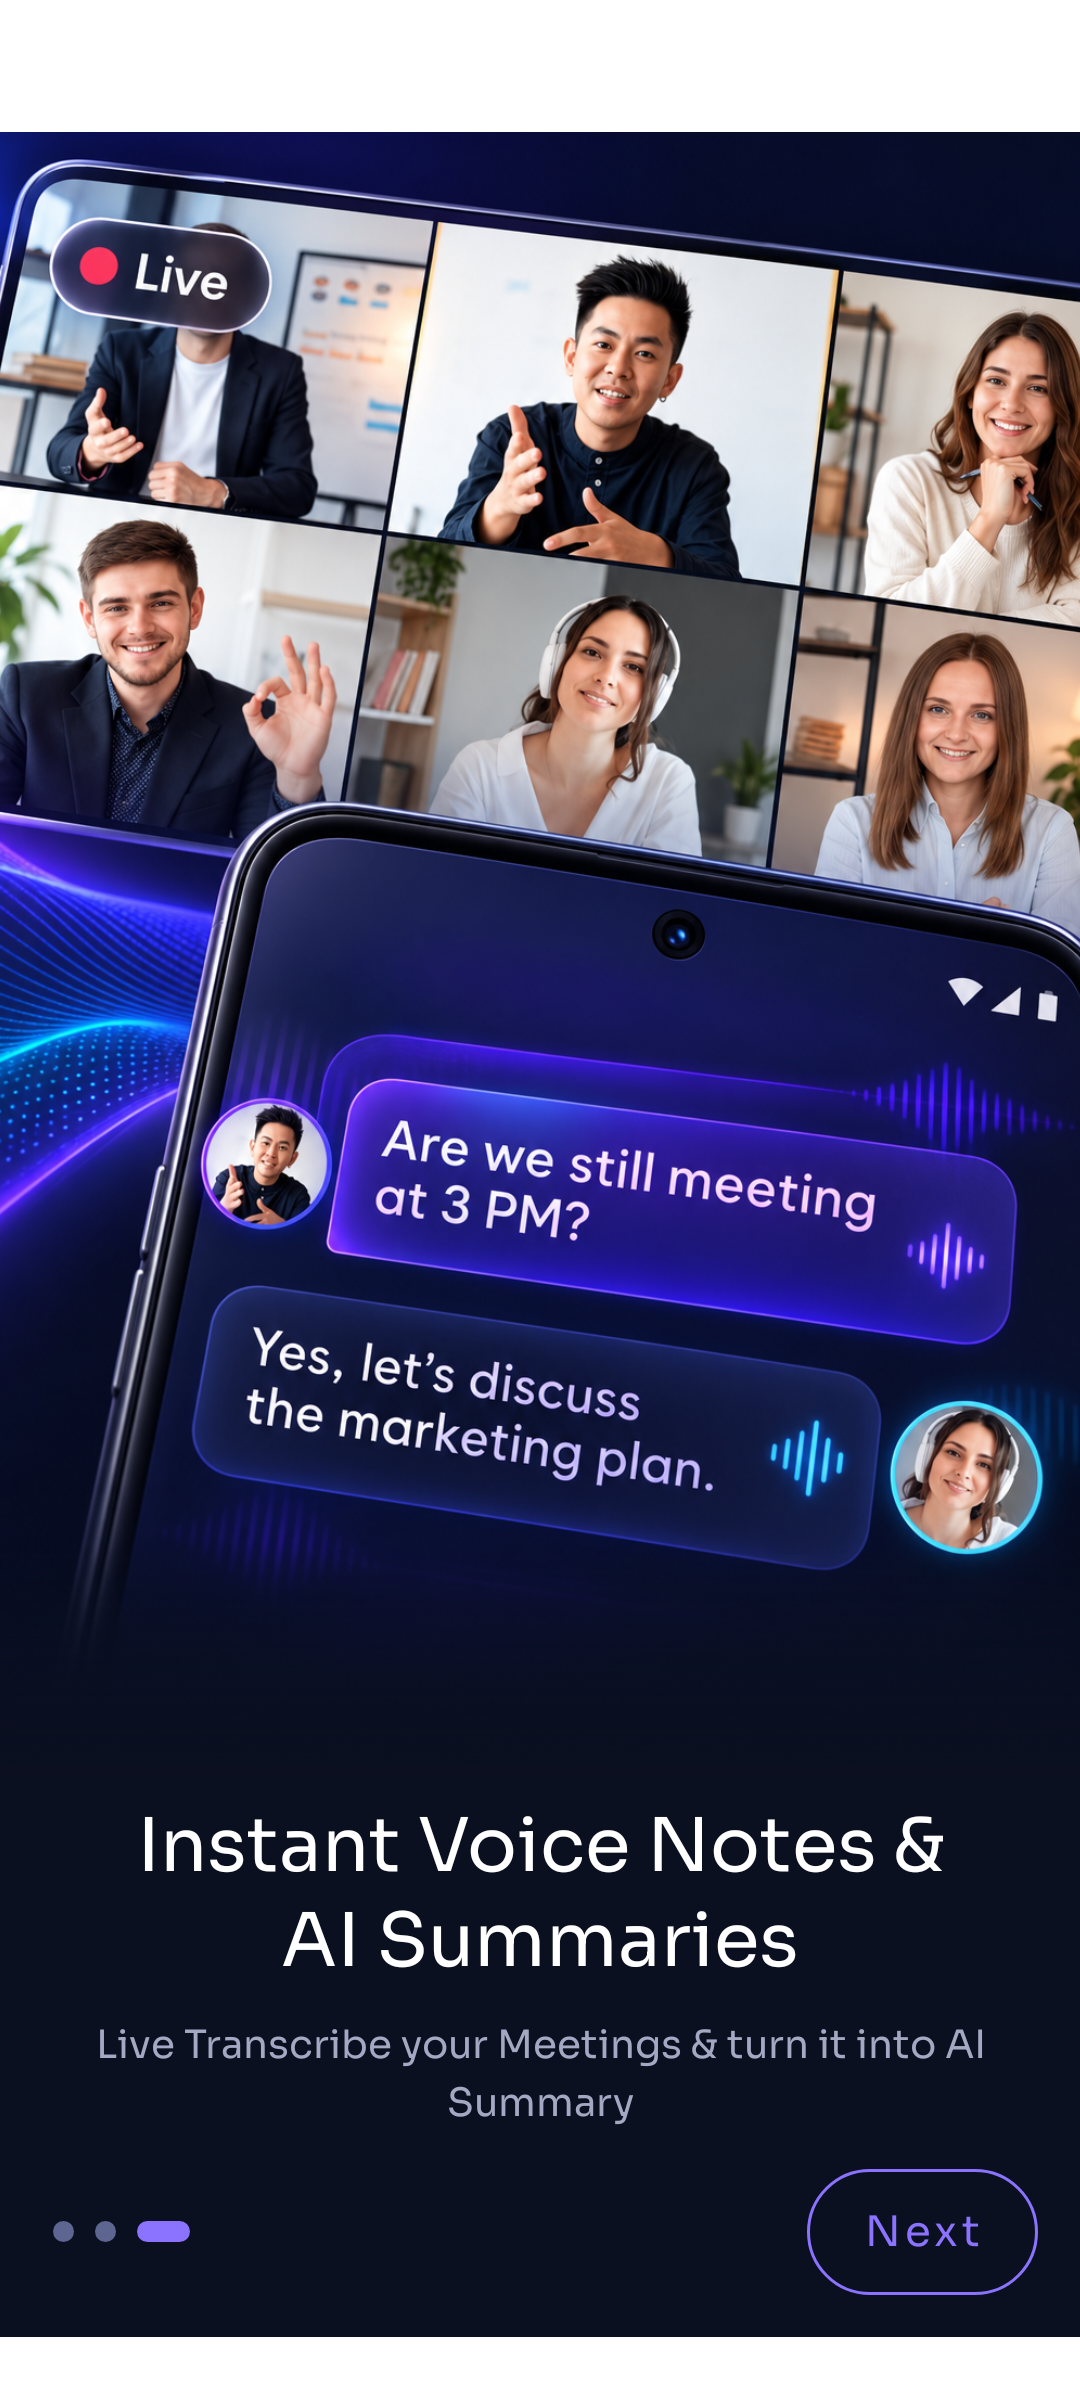 Live
Are we still meeting
at 3 PM?
Yes, let's discuss
the marketing plan.
Instant Voice Notes &
AI Summaries
Live Transcribe your Meetings & turn it into AI
Summary
Next